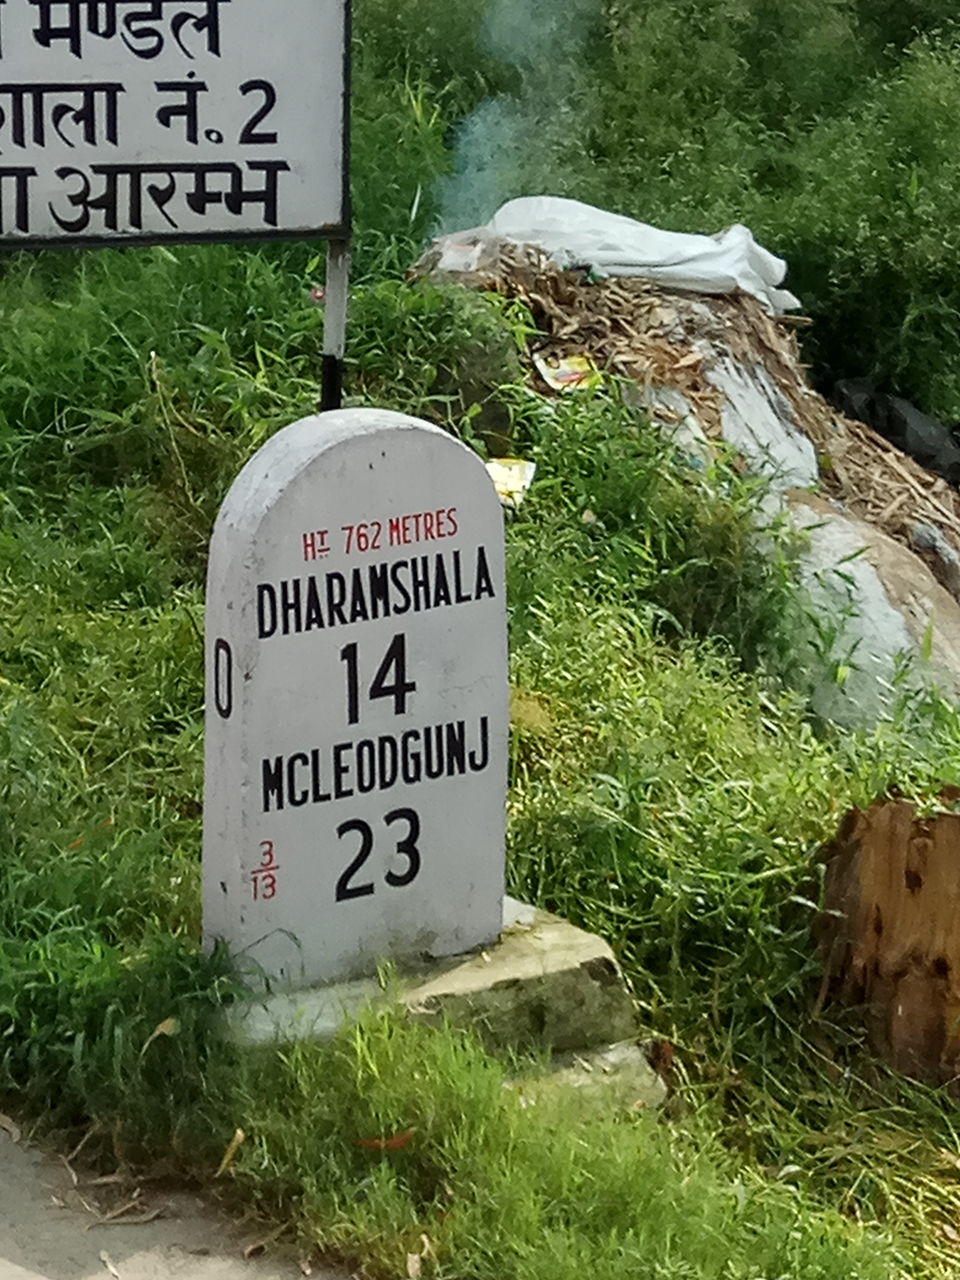 मण्डल
शाला नं. 2
आरम्भ
HT 762 METRES
DHARAMSHALA
14
MCLEODGUNJ
23
3/13
0